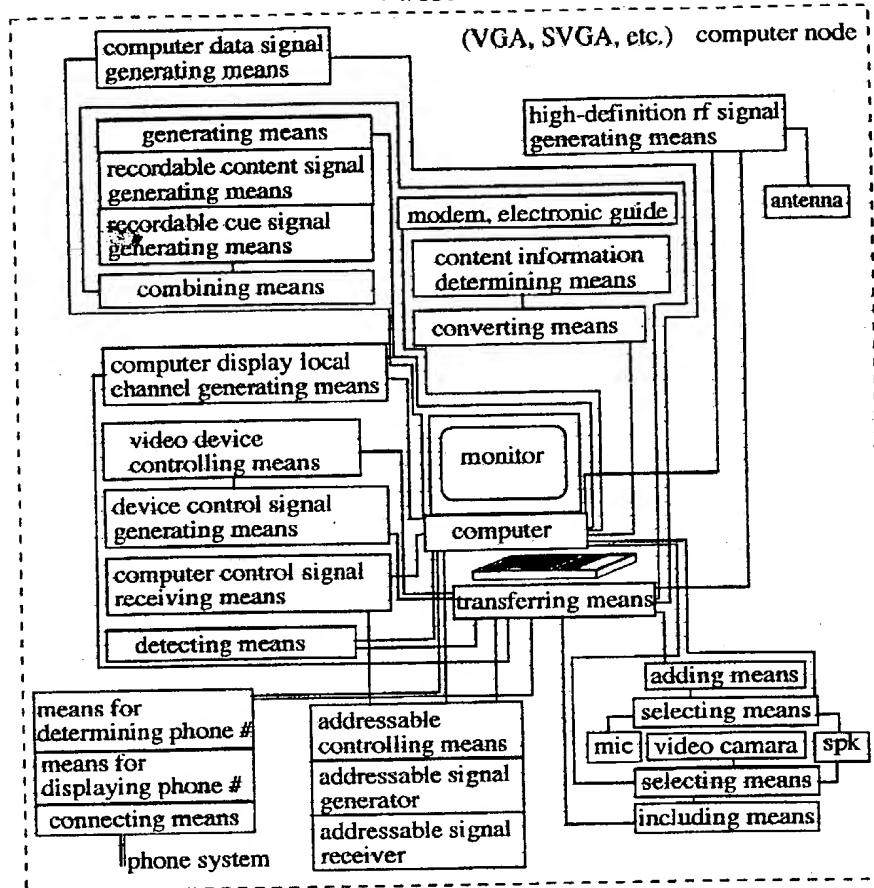 (VGA, SVGA, etc.) computer node
computer data signal
generating means
generating means
recordable content signal
generating means
recordable cue signal
generating means
combining means
high-definition rf signal
generating means
antenna
modem, electronic guide
content information
determining means
converting means
computer display local
channel generating means
video device
controlling means
device control signal
generating means
computer control signal
receiving means
detecting means
monitor
computer
transferring means
means for
determining phone #
means for
displaying phone #
connecting means
phone system
addressable
controlling means
addressable signal
generator
addressable signal
receiver
adding means
selecting means
mic
video camara
spk
selecting means
including means